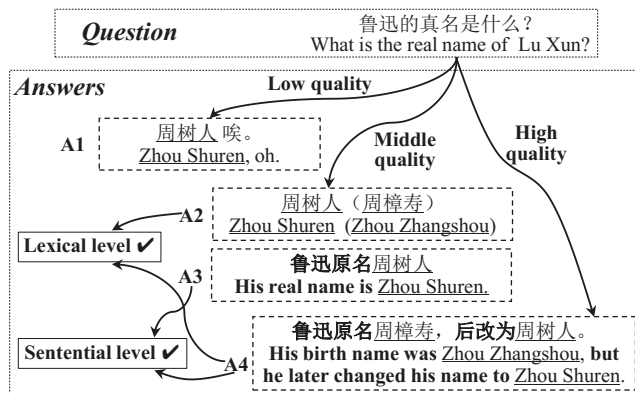 Question
鲁迅的真名是什么？
What is the real name of Lu Xun?
Answers
Low quality
Middle quality
High quality
A1
周树人 唉。
Zhou Shuren, oh.
A2
周树人（周樟寿）
Zhou Shuren (Zhou Zhangshou)
Lexical level ✔
A3
鲁迅原名周树人
His real name is Zhou Shuren.
Sentential level ✔
A4
鲁迅原名周樟寿，后改为周树人。
His birth name was Zhou Zhangshou, but
he later changed his name to Zhou Shuren.